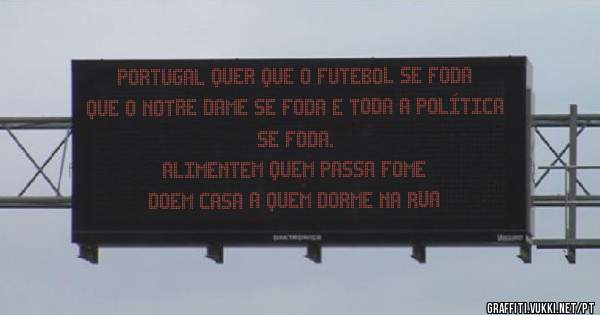 PORTUGAL QUER QUE O FUTEBOL SE FODA
QUE O NOTRE DAME SE FODA E TODA A POLÍTICA
SE FODA.
ALIMENTEM QUEM PASSA FOME
DOEM CASA A QUEM DORME NA RUA
DAKTRONICS
GRAFFITI.VUKKI.NET/PT